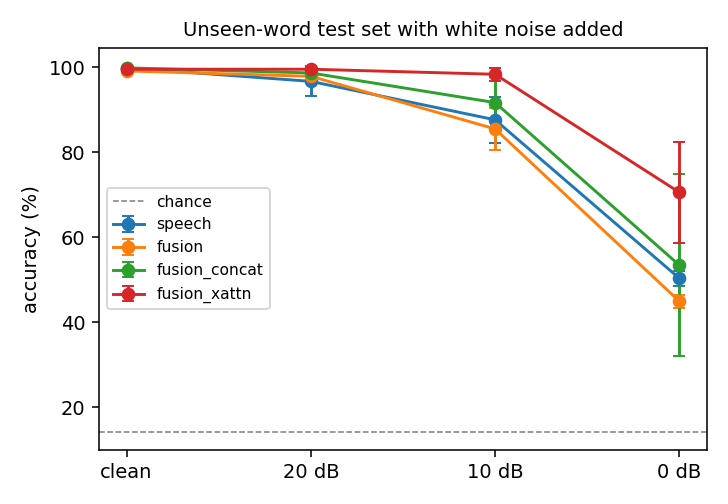 Unseen-word test set with white noise added
accuracy (%)
100
80
60
40
20
chance
speech
fusion
fusion_concat
fusion_xattn
clean
20 dB
10 dB
0 dB